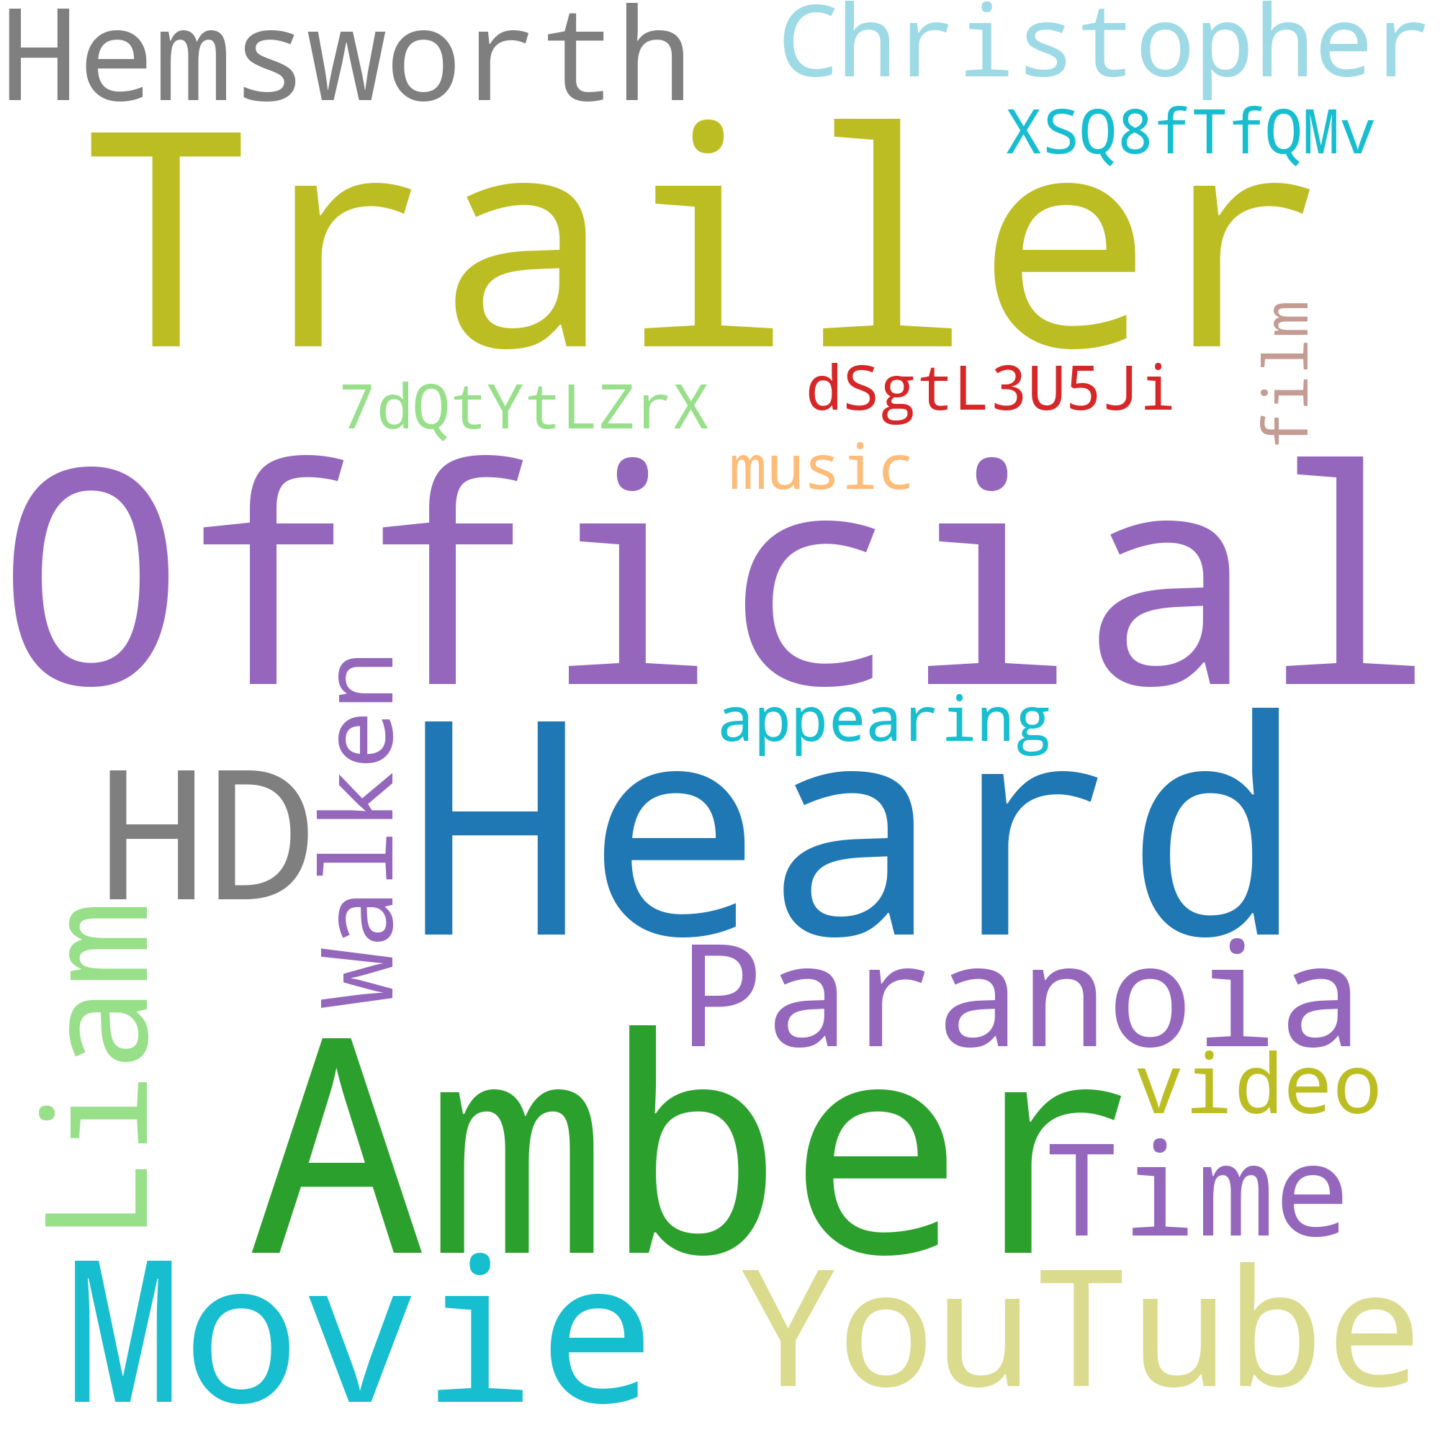 Hemsworth
Christopher
XSQ8fTfQMv
Trailer
film
dSgtL3U5Ji
7dQtYtLZrX
music
Official
Walken
appearing
Heard
HD
Liam
Paranoia
Amber
video
Time
Movie
YouTube